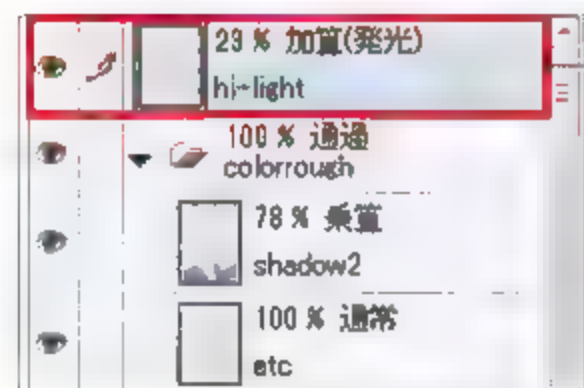 23 % 加算(発光)
hi-light
100 % 通過
colorrough
78 % 乗算
shadow2
100 % 通常
etc